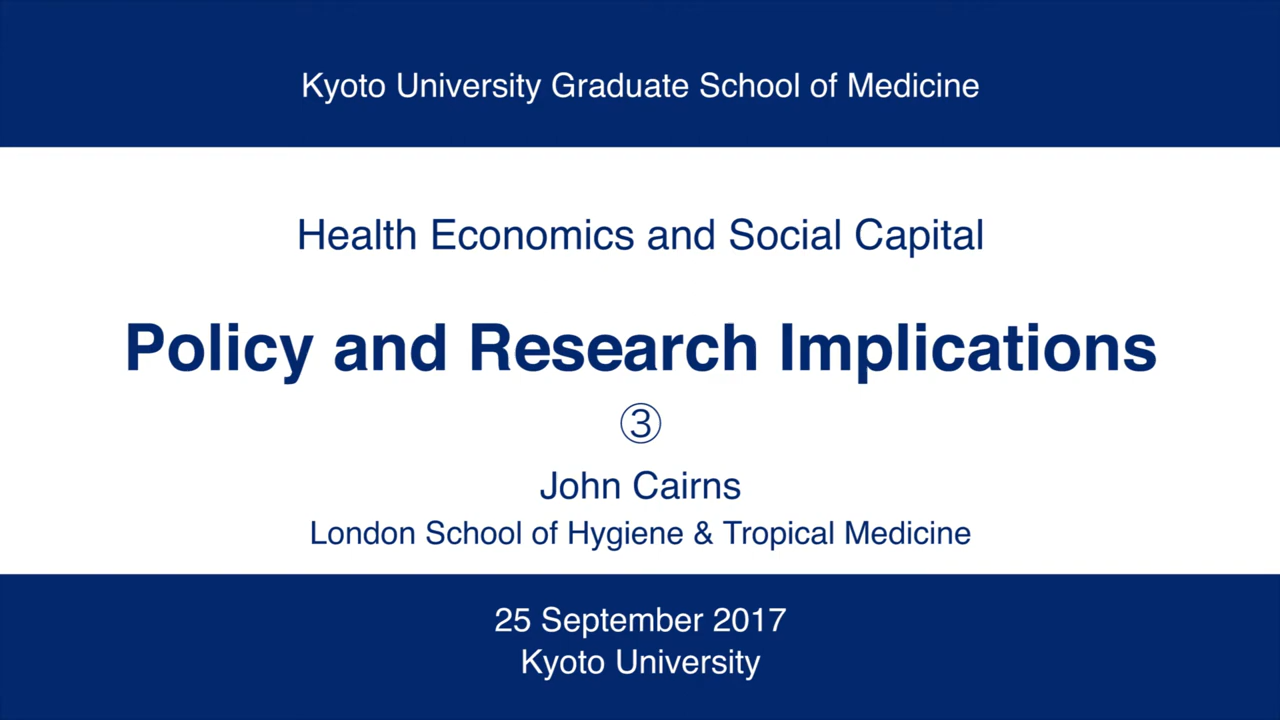 Kyoto University Graduate School of Medicine
Health Economics and Social Capital
Policy and Research Implications
③
John Cairns
London School of Hygiene & Tropical Medicine
25 September 2017
Kyoto University